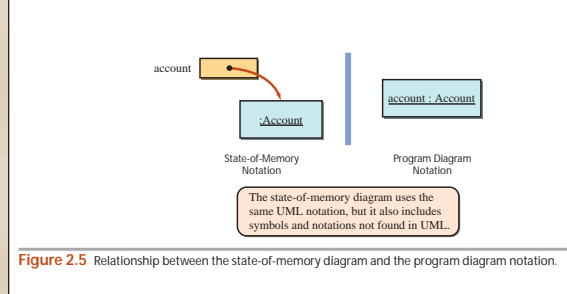 account
:Account
account : Account
State-of-Memory
Notation
Program Diagram
Notation
The state-of-memory diagram uses the
same UML notation, but it also includes
symbols and notations not found in UML.
Figure 2.5 Relationship between the state-of-memory diagram and the program diagram notation.